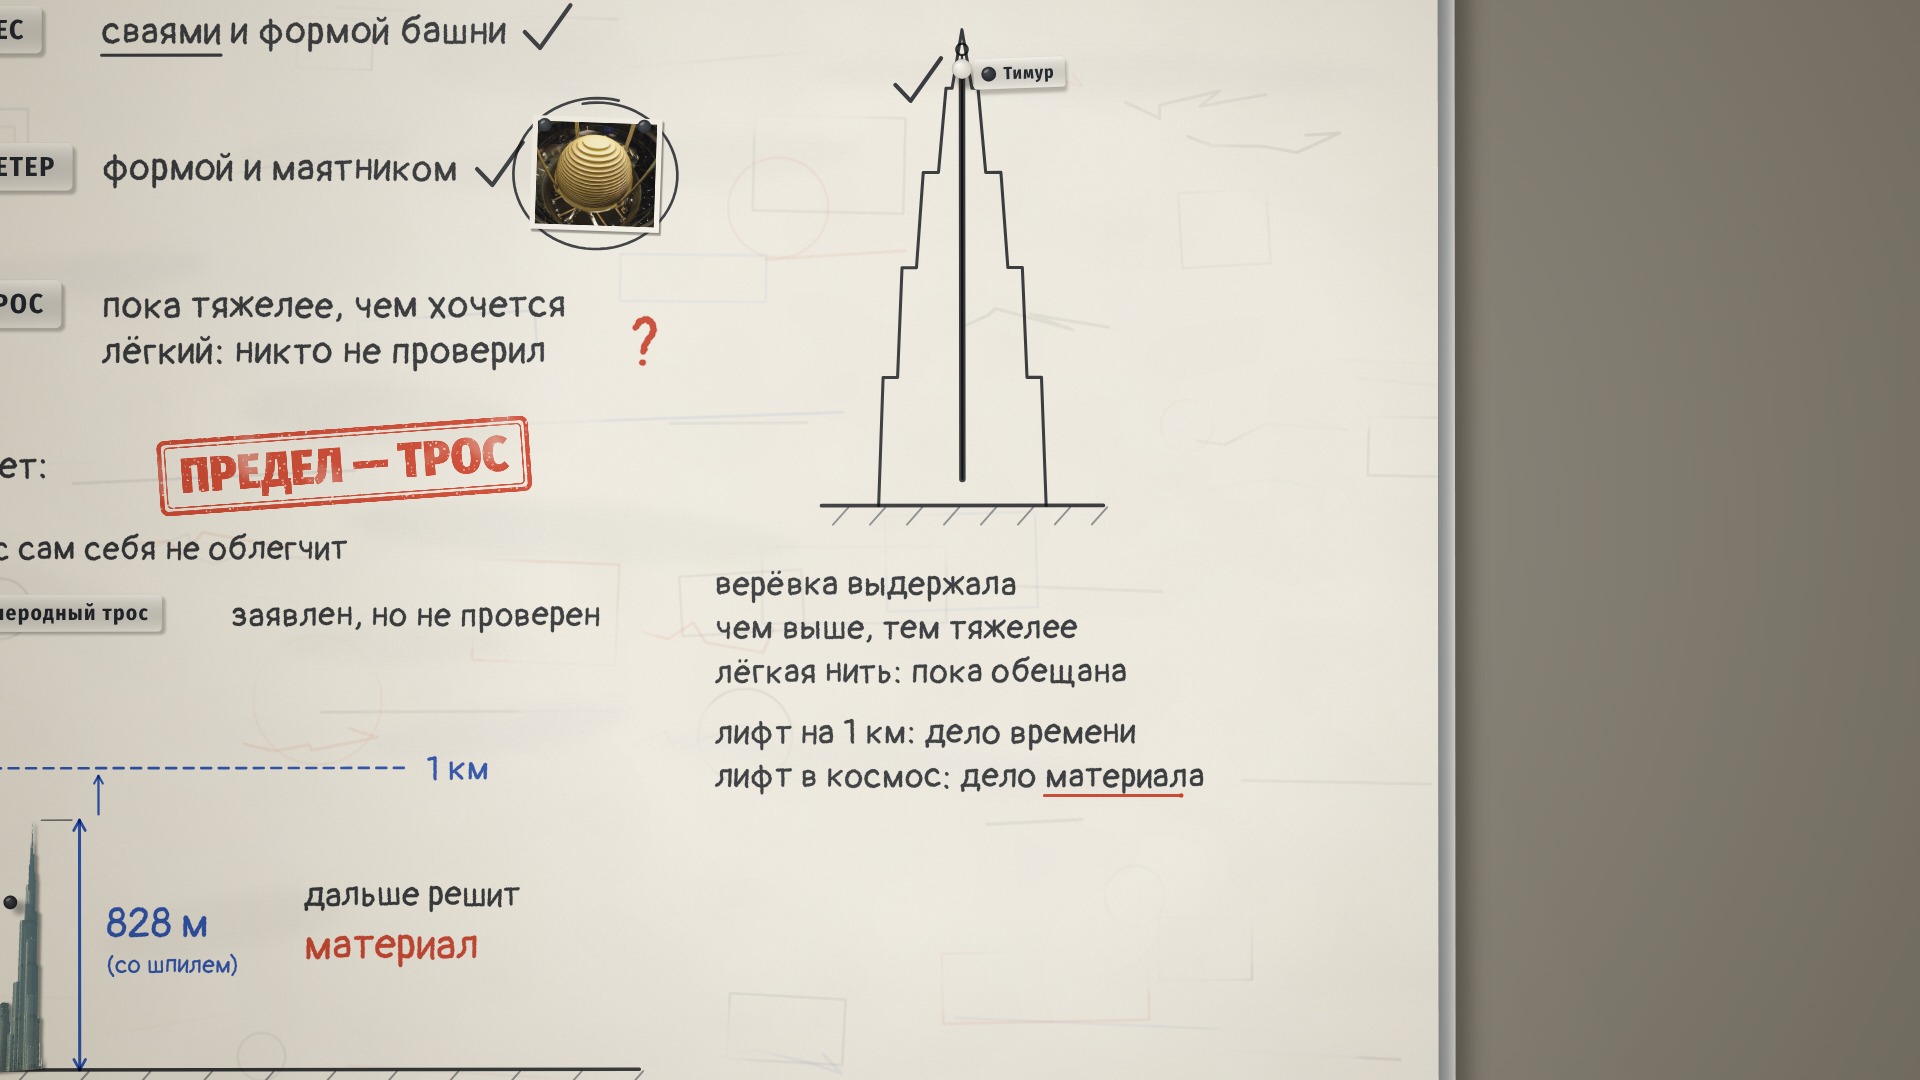 ЕС
сваями и формой башни
ЕТЕР
формой и маятником
РОС
пока тяжелее, чем хочется
лёгкий: никто не проверил
?
ет:
ПРЕДЕЛ — ТРОС
с сам себя не облегчит
неродный трос
заявлен, но не проверен
1 км
828 м
(со шпилем)
дальше решит
материал
Тимур
верёвка выдержала
чем выше, тем тяжелее
лёгкая нить: пока обещана
лифт на 1 км: дело времени
лифт в космос: дело материала